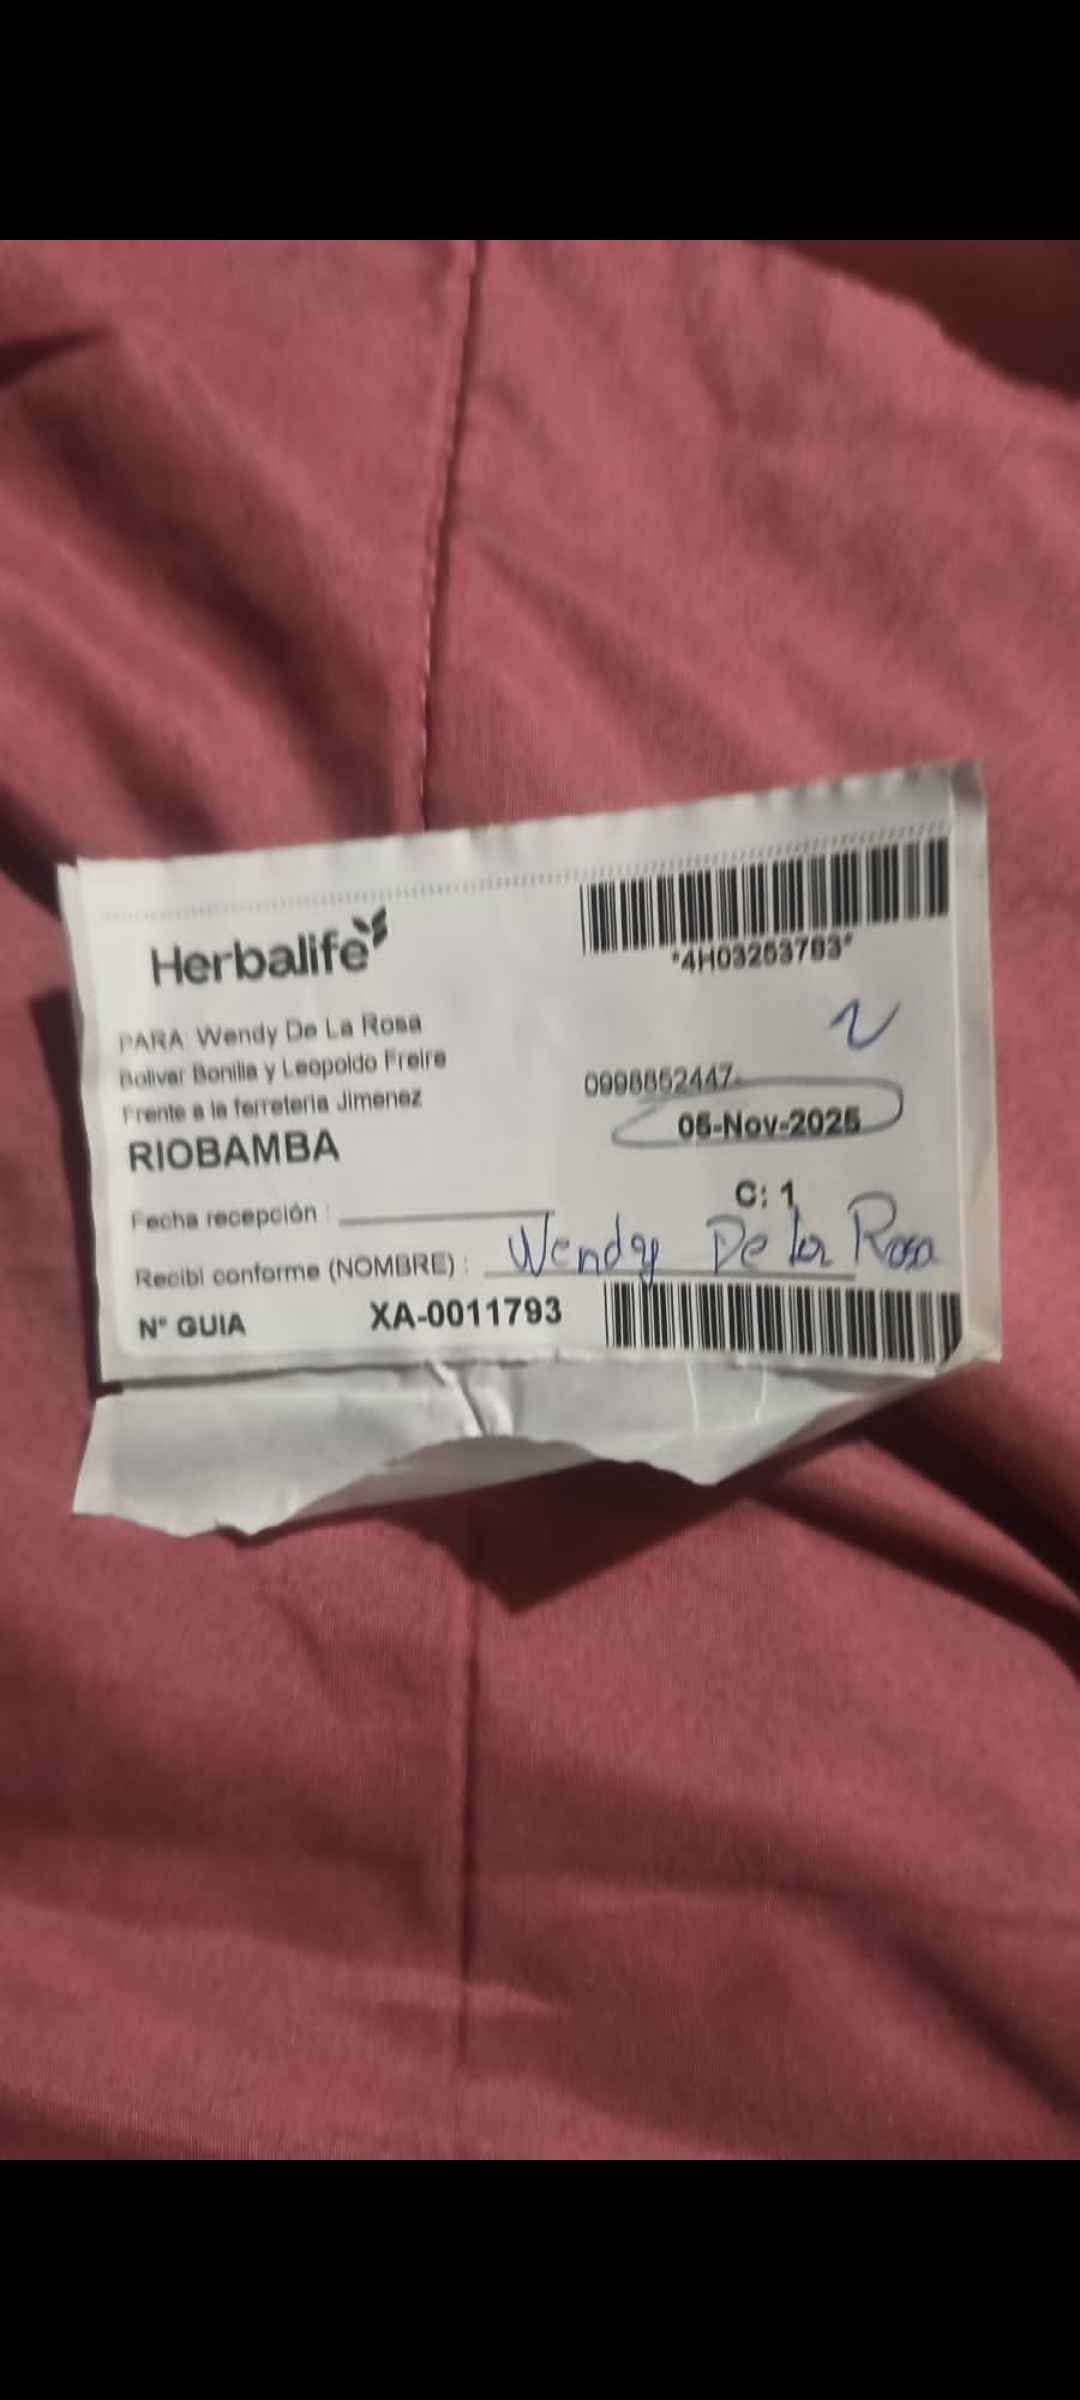 Herbalife
*4H03253793*
PARA: Wendy De La Rosa
Bolivar Bonilla y Leopoldo Freire
Frente a la ferreteria Jimenez
RIOBAMBA
0998852447
05-Nov-2025
C: 1
Fecha recepción :
Recibí conforme (NOMBRE) : Wendy De la Rosa
N° GUIA XA-0011793